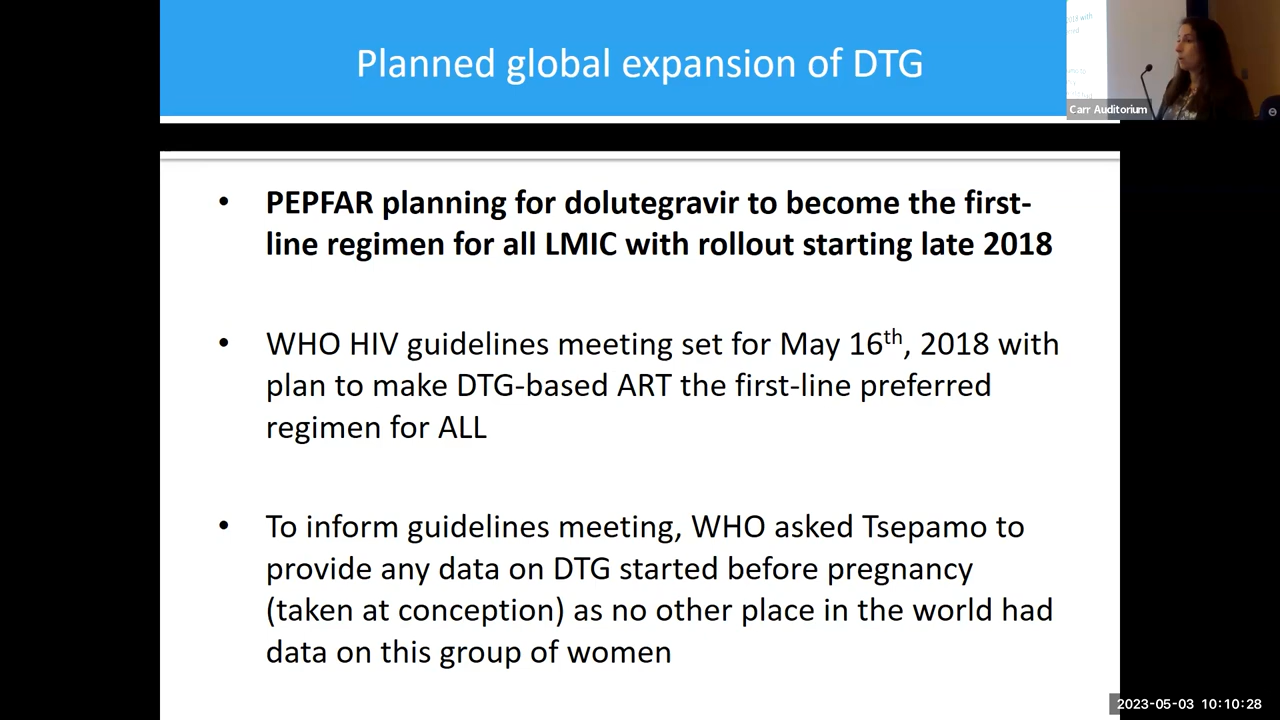 Planned global expansion of DTG
Carr Auditorium
• PEPFAR planning for dolutegravir to become the first-
line regimen for all LMIC with rollout starting late 2018
• WHO HIV guidelines meeting set for May 16th, 2018 with
plan to make DTG-based ART the first-line preferred
regimen for ALL
• To inform guidelines meeting, WHO asked Tsepamo to
provide any data on DTG started before pregnancy
(taken at conception) as no other place in the world had
data on this group of women
2023-05-03 10:10:28